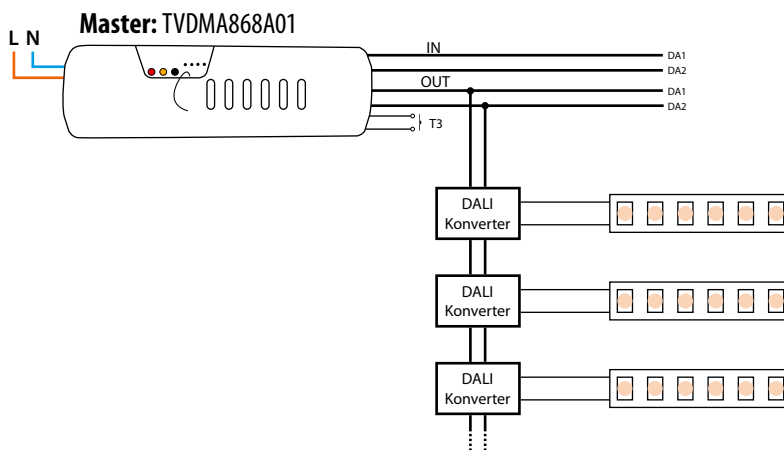 Master: TVDMA868A01
L N
IN
DA1
DA2
OUT
DA1
DA2
T3
DALI
Konverter
DALI
Konverter
DALI
Konverter